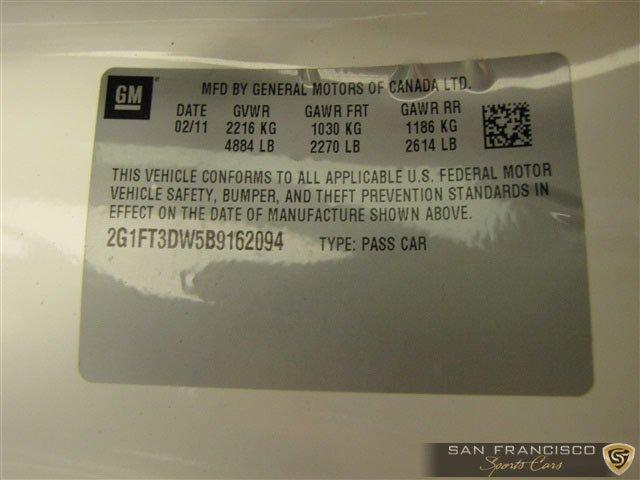 GM
MFD BY GENERAL MOTORS OF CANADA LTD.
DATE GVWR GAWR FRT GAWR RR
02/11 2216 KG 1030 KG 1186 KG
4884 LB 2270 LB 2614 LB
THIS VEHICLE CONFORMS TO ALL APPLICABLE U.S. FEDERAL MOTOR
VEHICLE SAFETY, BUMPER, AND THEFT PREVENTION STANDARDS IN
EFFECT ON THE DATE OF MANUFACTURE SHOWN ABOVE.
2G1FT3DW5B9162094 TYPE: PASS CAR
SAN FRANCISCO
Sports Cars